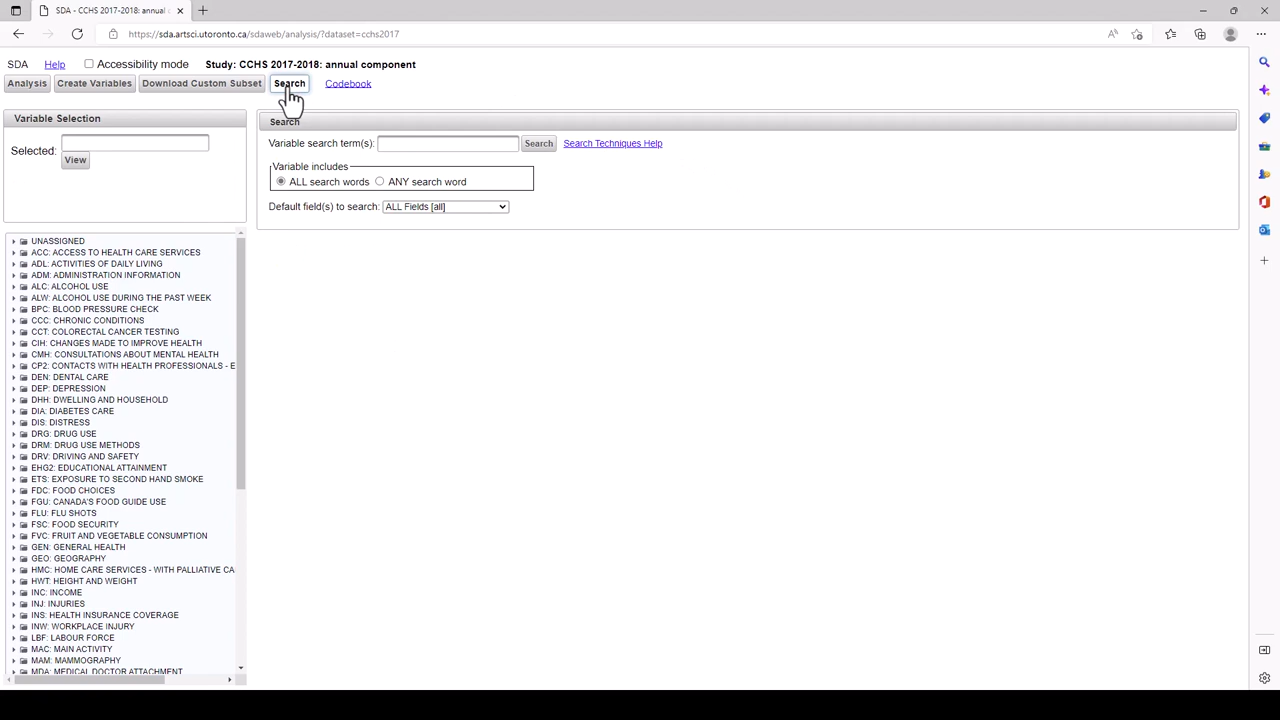 SDA - CCHS 2017-2018: annual c
https://sda.artsci.utoronto.ca/sdaweb/analysis/?dataset=cchs2017
SDA Help Accessibility mode Study: CCHS 2017-2018: annual component
Analysis Create Variables Download Custom Subset Search Codebook
Variable Selection
Selected:
View
Search
Variable search term(s): Search Search Techniques Help
Variable includes
ALL search words ANY search word
Default field(s) to search: ALL Fields [all]
UNASSIGNED
ACC: ACCESS TO HEALTH CARE SERVICES
ADL: ACTIVITIES OF DAILY LIVING
ADM: ADMINISTRATION INFORMATION
ALC: ALCOHOL USE
ALW: ALCOHOL USE DURING THE PAST WEEK
BPC: BLOOD PRESSURE CHECK
CCC: CHRONIC CONDITIONS
CCT: COLORECTAL CANCER TESTING
CIH: CHANGES MADE TO IMPROVE HEALTH
CMH: CONSULTATIONS ABOUT MENTAL HEALTH
CP2: CONTACTS WITH HEALTH PROFESSIONALS - E
DEN: DENTAL CARE
DEP: DEPRESSION
DHH: DWELLING AND HOUSEHOLD
DIA: DIABETES CARE
DIS: DISTRESS
DRG: DRUG USE
DRM: DRUG USE METHODS
DRV: DRIVING AND SAFETY
EHG2: EDUCATIONAL ATTAINMENT
ETS: EXPOSURE TO SECOND HAND SMOKE
FDC: FOOD CHOICES
FGU: CANADA'S FOOD GUIDE USE
FLU: FLU SHOTS
FSC: FOOD SECURITY
FVC: FRUIT AND VEGETABLE CONSUMPTION
GEN: GENERAL HEALTH
GEO: GEOGRAPHY
HMC: HOME CARE SERVICES - WITH PALLIATIVE CA
HWT: HEIGHT AND WEIGHT
INC: INCOME
INJ: INJURIES
INS: HEALTH INSURANCE COVERAGE
INW: WORKPLACE INJURY
LBF: LABOUR FORCE
MAC: MAIN ACTIVITY
MAM: MAMMOGRAPHY
MDA: MEDICAL DOCTOR ATTACHMENT